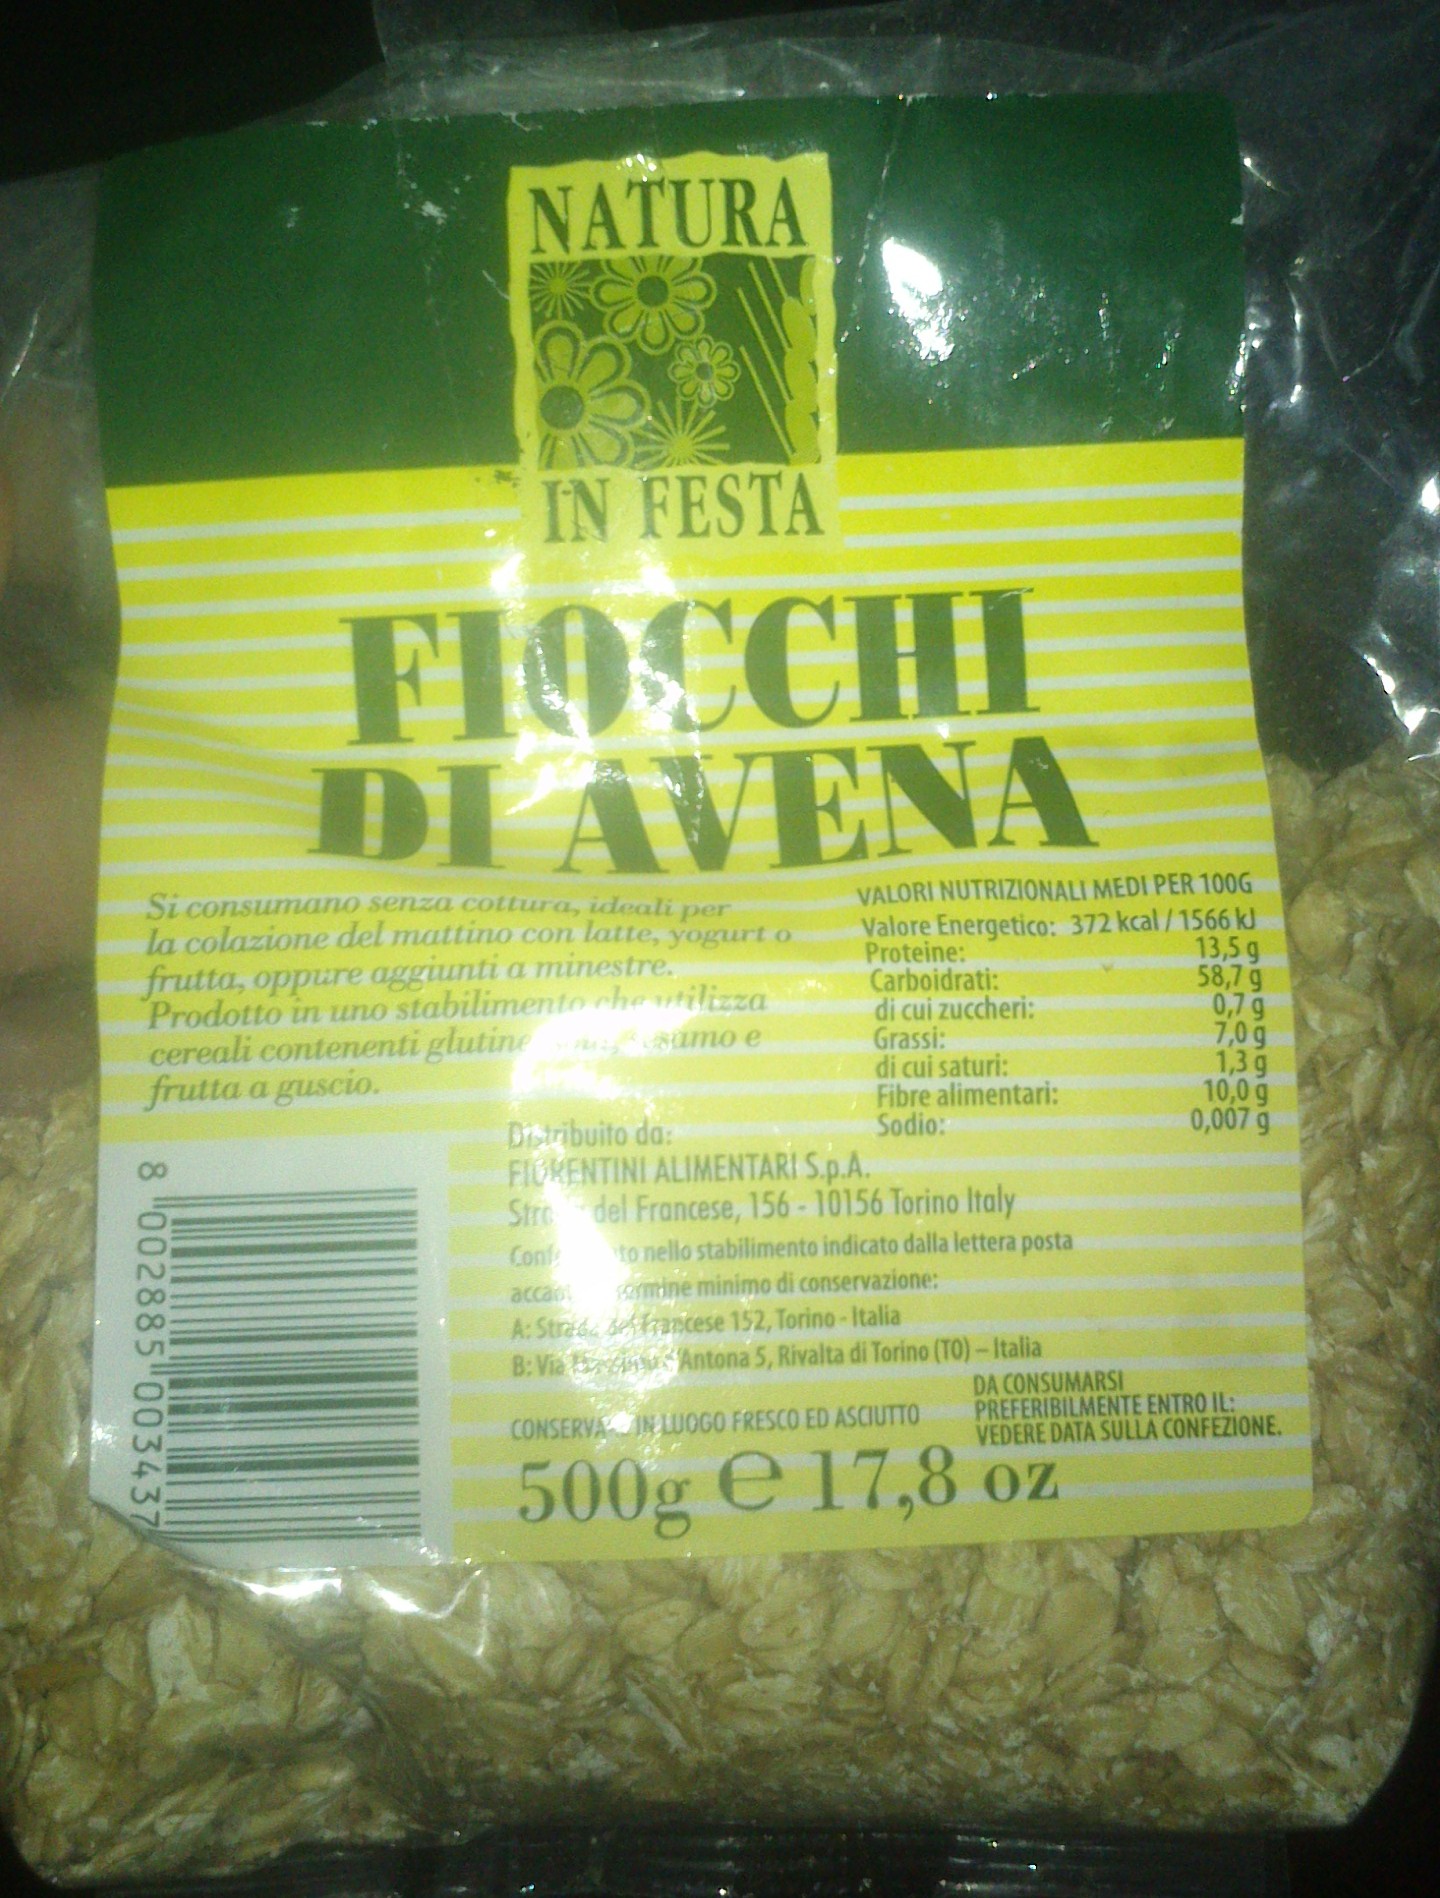 NATURA
IN FESTA
FIOCCHI
DI AVENA
Si consumano senza cottura, ideali per
la colazione del mattino con latte, yogurt o
frutta, oppure aggiunti a minestre.
Prodotto in uno stabilimento che utilizza
cereali contenenti glutine e
frutta a guscio.
VALORI NUTRIZIONALI MEDI PER 100G
Valore Energetico: 372 kcal / 1566 kJ
Proteine: 13,5 g
Carboidrati: 58,7 g
di cui zuccheri: 0,7 g
Grassi: 7,0 g
di cui saturi: 1,3 g
Fibre alimentari: 10,0 g
Sodio: 0,007 g
Distribuito da:
FIORENTINI ALIMENTARI S.p.A.
del Francese, 156 - 10156 Torino Italy
nello stabilimento indicato dalla lettera posta
minimo di conservazione:
A: Strada del Francese 152, Torino - Italia
B: Via Antona 5, Rivalta di Torino (TO) – Italia
IN LUOGO FRESCO ED ASCIUTTO
DA CONSUMARSI
PREFERIBILMENTE ENTRO IL:
VEDERE DATA SULLA CONFEZIONE.
500g e 17,8 oz
8 002885 003437